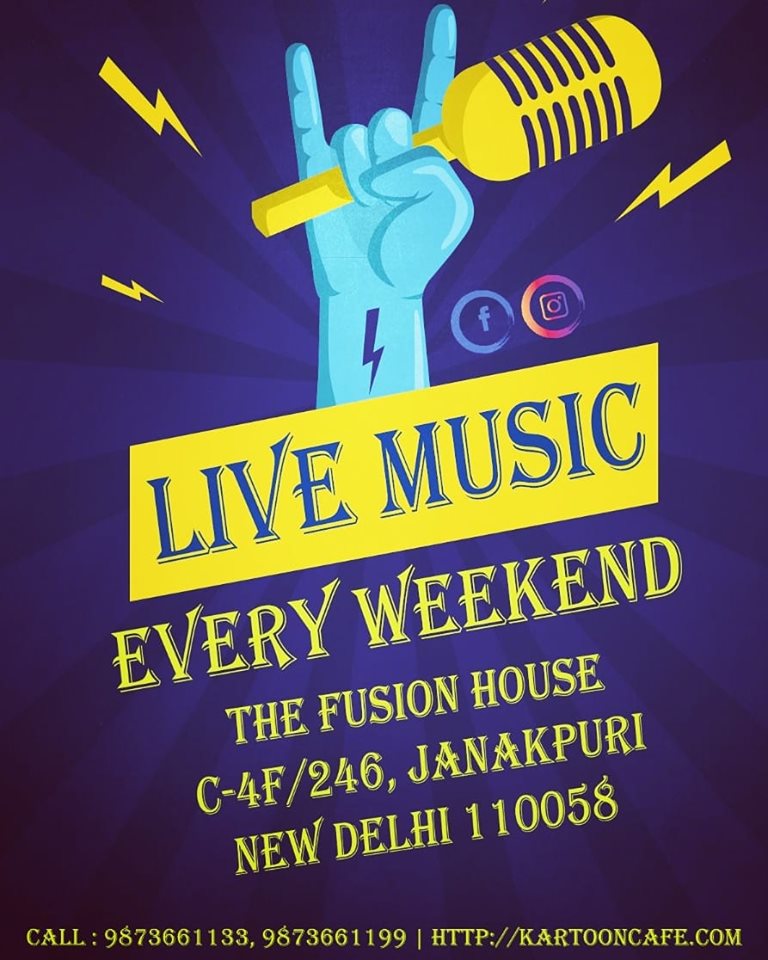 LIVE MUSIC
EVERY WEEKEND
THE FUSION HOUSE
C-4F/246, JANAKPURI
NEW DELHI 110058
CALL : 9873661133, 9873661199 | HTTP://KARTOONCAFE.COM